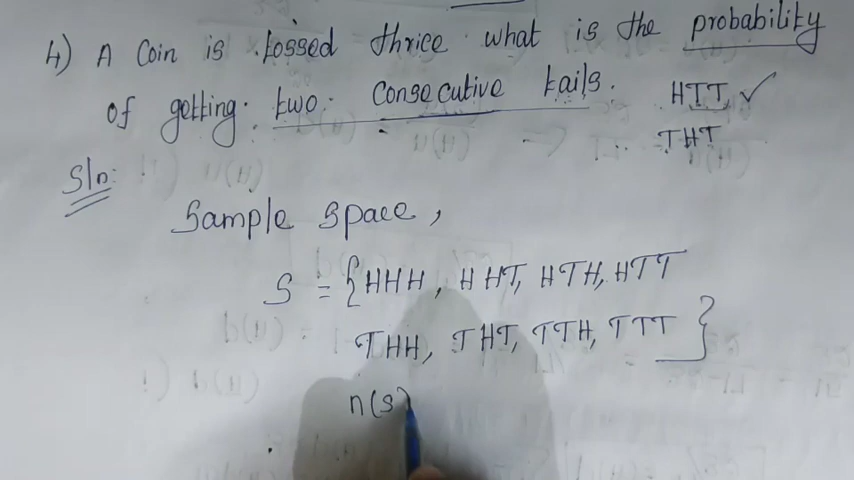 4) A Coin is tossed thrice what is the probability
of getting two consecutive tails. HTT ✓
THT
Sln:
Sample space,
S = {HHH, HHT, HTH, HTT
THH, THT, TTH, TTT}
n(s)